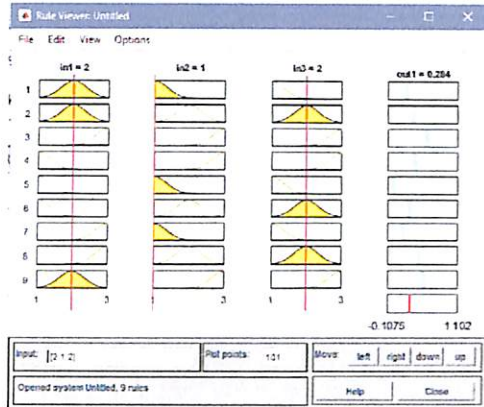 Rule Viewer: Untitled
File Edit View Options
in1 = 2 in2 = 1 in3 = 2 out1 = 0.284
1
2
3
4
5
6
7
8
9
1 3 1 3 1 3
-0.1075 1 102
Input: [2 1 2] Plot points: 101 Move: left right down up
Opened system Untitled, 9 rules Help Close